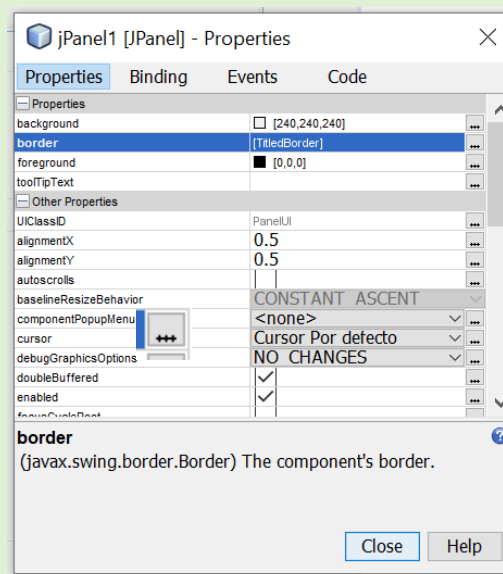 jPanel1 [JPanel] - Properties
Properties Binding Events Code
Properties
background [240,240,240] ...
border [TitledBorder] ...
foreground [0,0,0] ...
toolTipText ...
Other Properties
UIClassID PanelUI ...
alignmentX 0.5 ...
alignmentY 0.5 ...
autoscrolls ...
baselineResizeBehavior CONSTANT_ASCENT
componentPopupMenu <none> ...
cursor Cursor Por defecto ...
debugGraphicsOptions NO_CHANGES ...
doubleBuffered ...
enabled ...
focusCycleRoot
border
(javax.swing.border.Border) The component's border.
Close Help